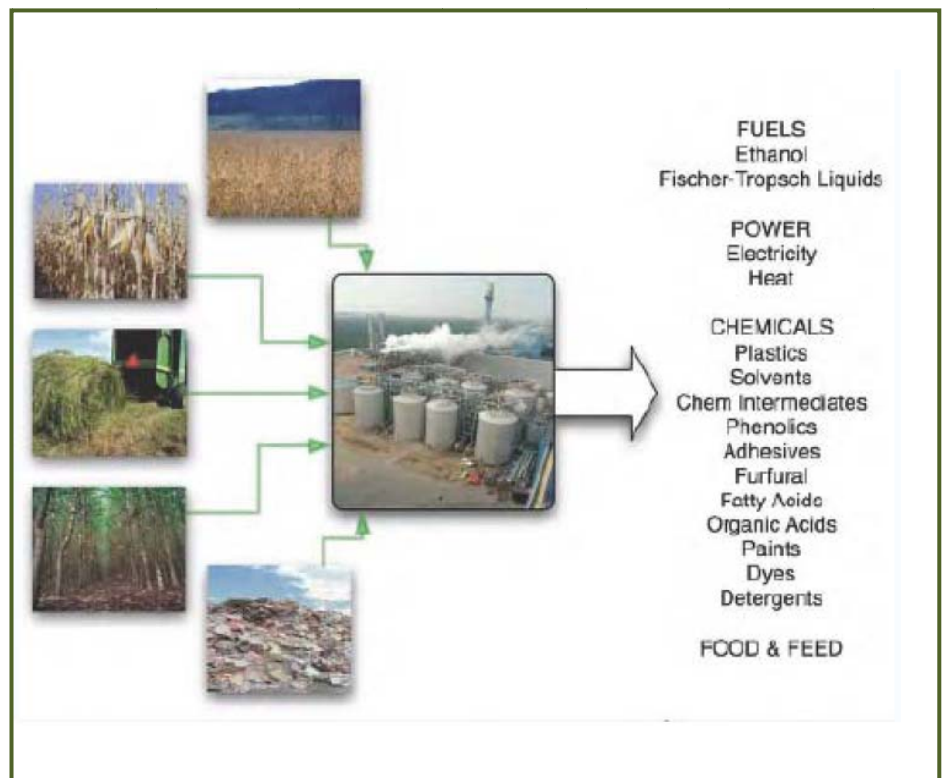 FUELS
Ethanol
Fischer-Tropsch Liquids
POWER
Electricity
Heat
CHEMICALS
Plastics
Solvents
Chem Intermediates
Phenolics
Adhesives
Furfural
Fatty Acids
Organic Acids
Paints
Dyes
Detergents
FOOD & FEED